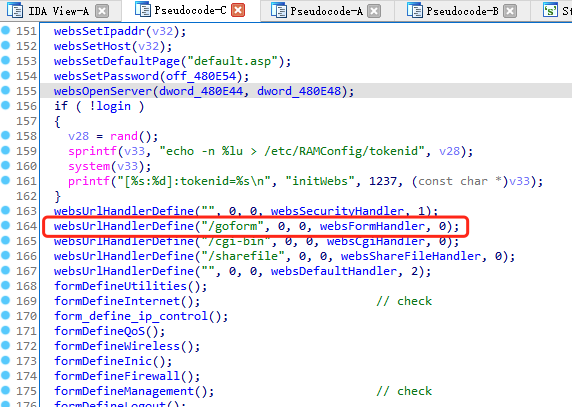 IDA View-A Pseudocode-C Pseudocode-A Pseudocode-B 's' St
151 websSetIpaddr(v32);
152 websSetHost(v32);
153 websSetDefaultPage("default.asp");
154 websSetPassword(off_480E54);
155 websOpenServer(dword_480E44, dword_480E48);
156 if ( !login )
157 {
158 v28 = rand();
159 sprintf(v33, "echo -n %lu > /etc/RAMConfig/tokenid", v28);
160 system(v33);
161 printf("[%s:%d]:tokenid=%s\n", "initWebs", 1237, (const char *)v33);
162 }
163 websUrlHandlerDefine("", 0, 0, websSecurityHandler, 1);
164 websUrlHandlerDefine("/goform", 0, 0, websFormHandler, 0);
165 websUrlHandlerDefine("/cgi-bin", 0, 0, websCgiHandler, 0);
166 websUrlHandlerDefine("/sharefile", 0, 0, websShareFileHandler, 0);
167 websUrlHandlerDefine("", 0, 0, websDefaultHandler, 2);
168 formDefineUtilities();
169 formDefineInternet(); // check
170 form_define_ip_control();
171 formDefineQoS();
172 formDefineWireless();
173 formDefineInic();
174 formDefineFirewall();
175 formDefineManagement(); // check
176 formDefineLogout();